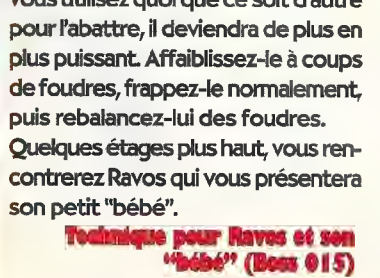 vous utilisez quoi que ce soit d'autre
pour l'abattre, il deviendra de plus en
plus puissant. Affaiblissez-le à coups
de foudres, frappez-le normalement,
puis rebalancez-lui des foudres.
Quelques étages plus haut, vous ren-
contrerez Ravos qui vous présentera
son petit "bébé".
Technique pour Ravos et son
"bébé" (Boss 015)